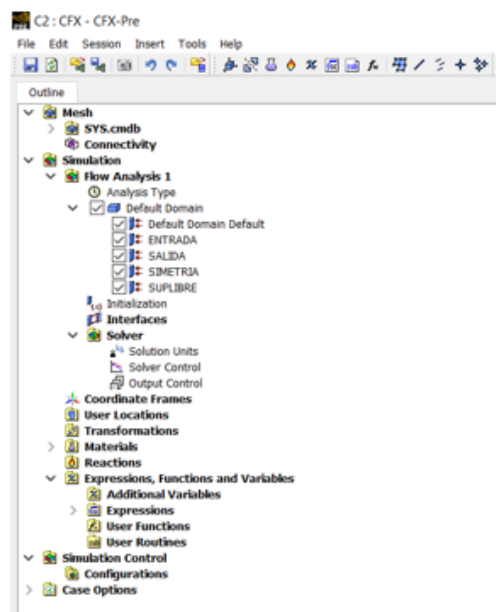 C2 : CFX - CFX-Pre
File Edit Session Insert Tools Help
Outline
Mesh
SYS.cmdb
Connectivity
Simulation
Flow Analysis 1
Analysis Type
Default Domain
Default Domain Default
ENTRADA
SALIDA
SIMETRIA
SUPLIBRE
Initialization
Interfaces
Solver
Solution Units
Solver Control
Output Control
Coordinate Frames
User Locations
Transformations
Materials
Reactions
Expressions, Functions and Variables
Additional Variables
Expressions
User Functions
User Routines
Simulation Control
Configurations
Case Options